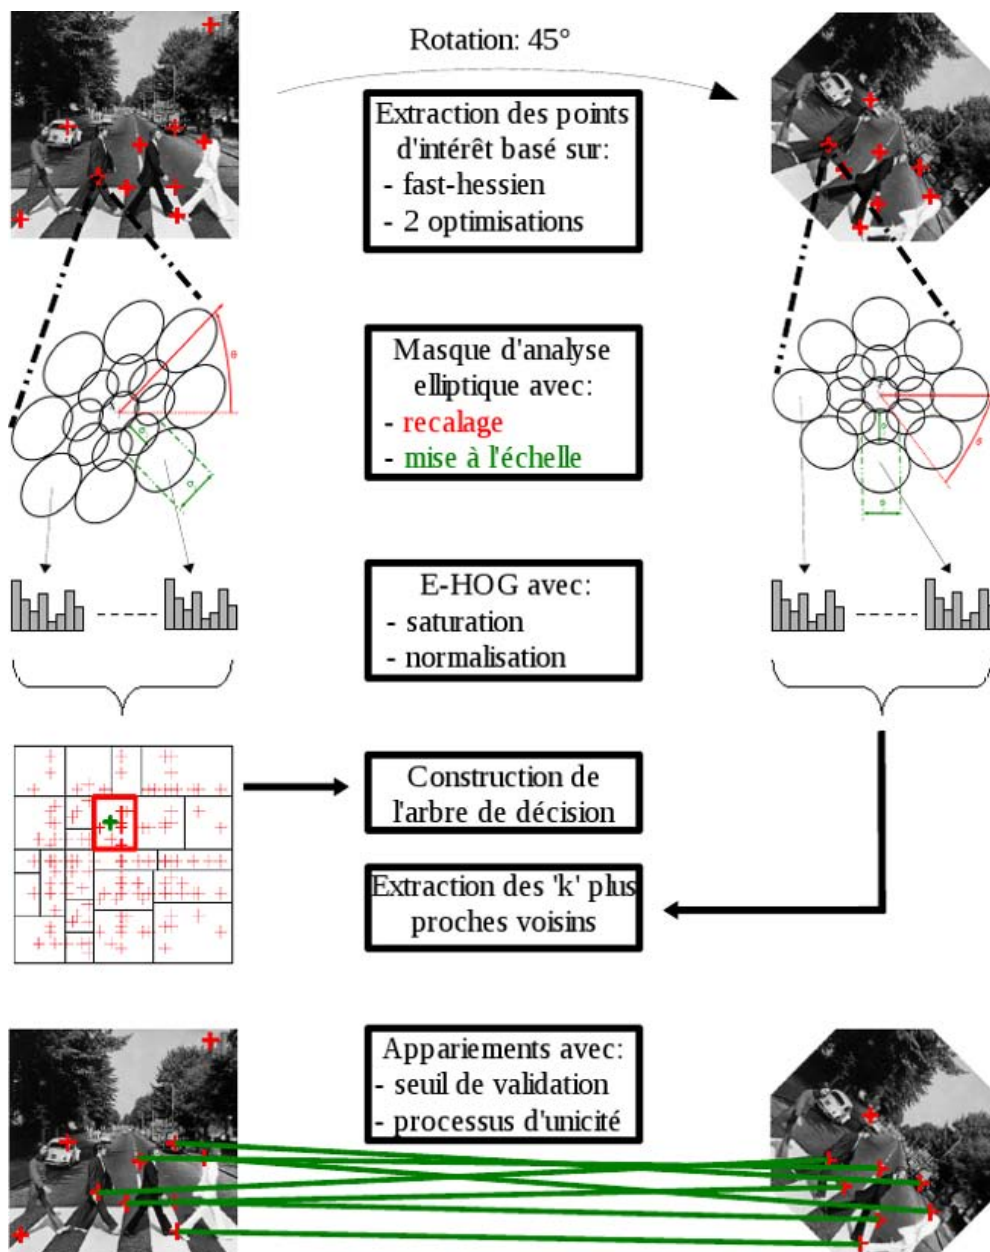 Rotation: 45°
Extraction des points
d'intérêt basé sur:
- fast-hessien
- 2 optimisations
Masque d'analyse
elliptique avec:
- recalage
- mise à l'échelle
θ
θ
E-HOG avec:
- saturation
- normalisation
Construction de
l'arbre de décision
Extraction des 'k' plus
proches voisins
Appariements avec:
- seuil de validation
- processus d'unicité